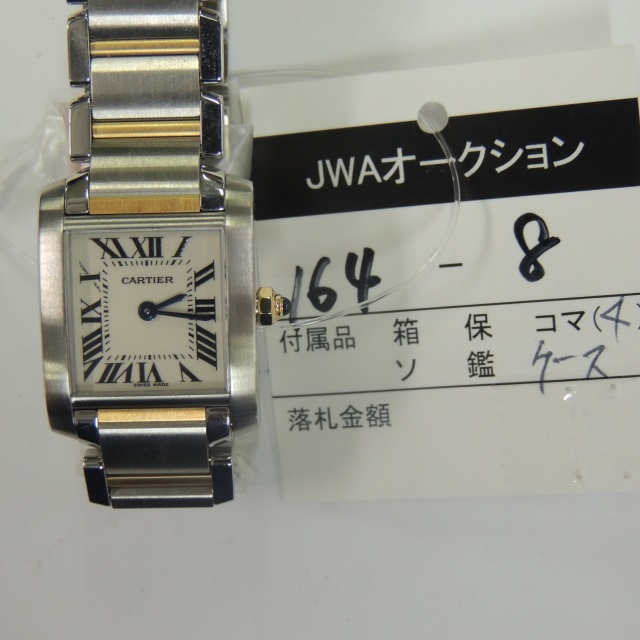 JWAオークション
164 - 8
付属品 箱 保 コマ(4)
ソ 鑑 ケース
落札金額
XII
CARTIER
SWISS MADE